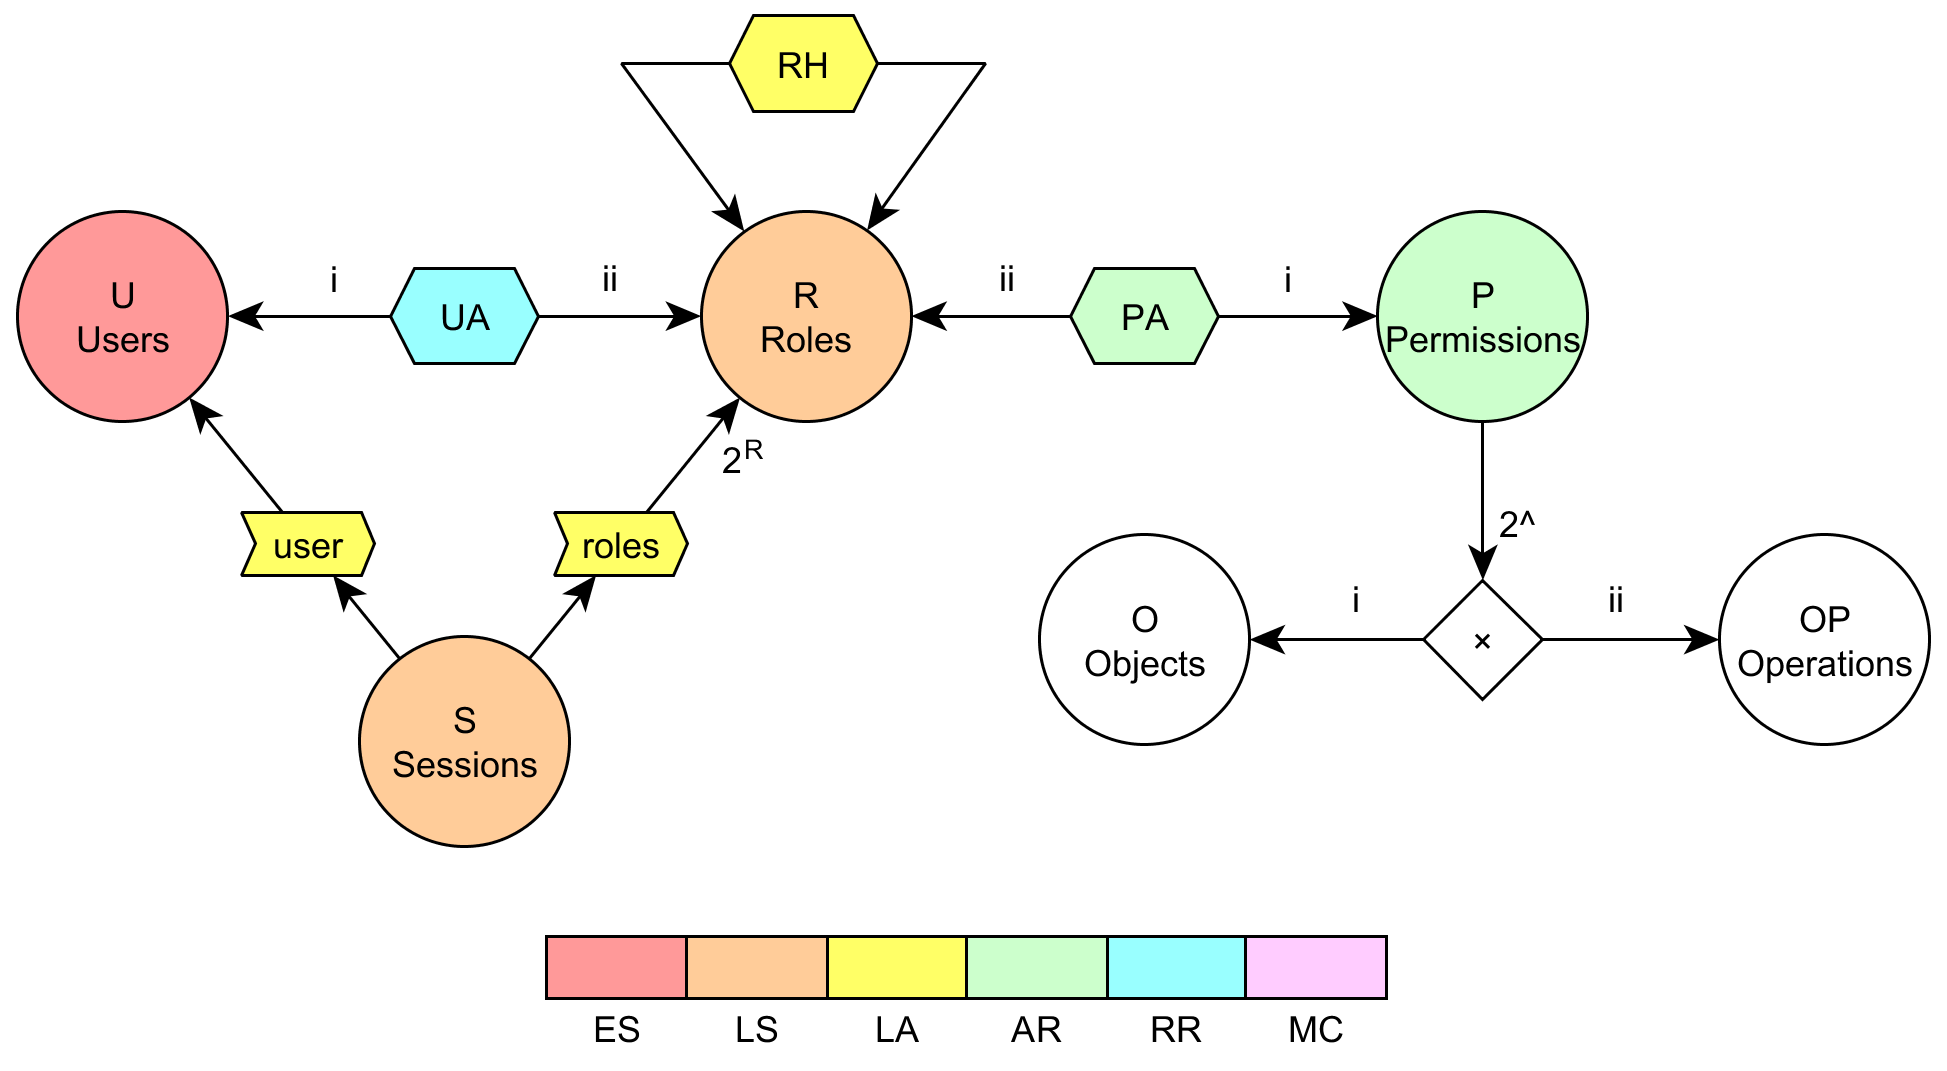 RH
U
Users
i
UA
ii
R
Roles
ii
PA
i
P
Permissions
2^R
user
roles
2^
O
Objects
i
×
ii
OP
Operations
S
Sessions
ES LS LA AR RR MC